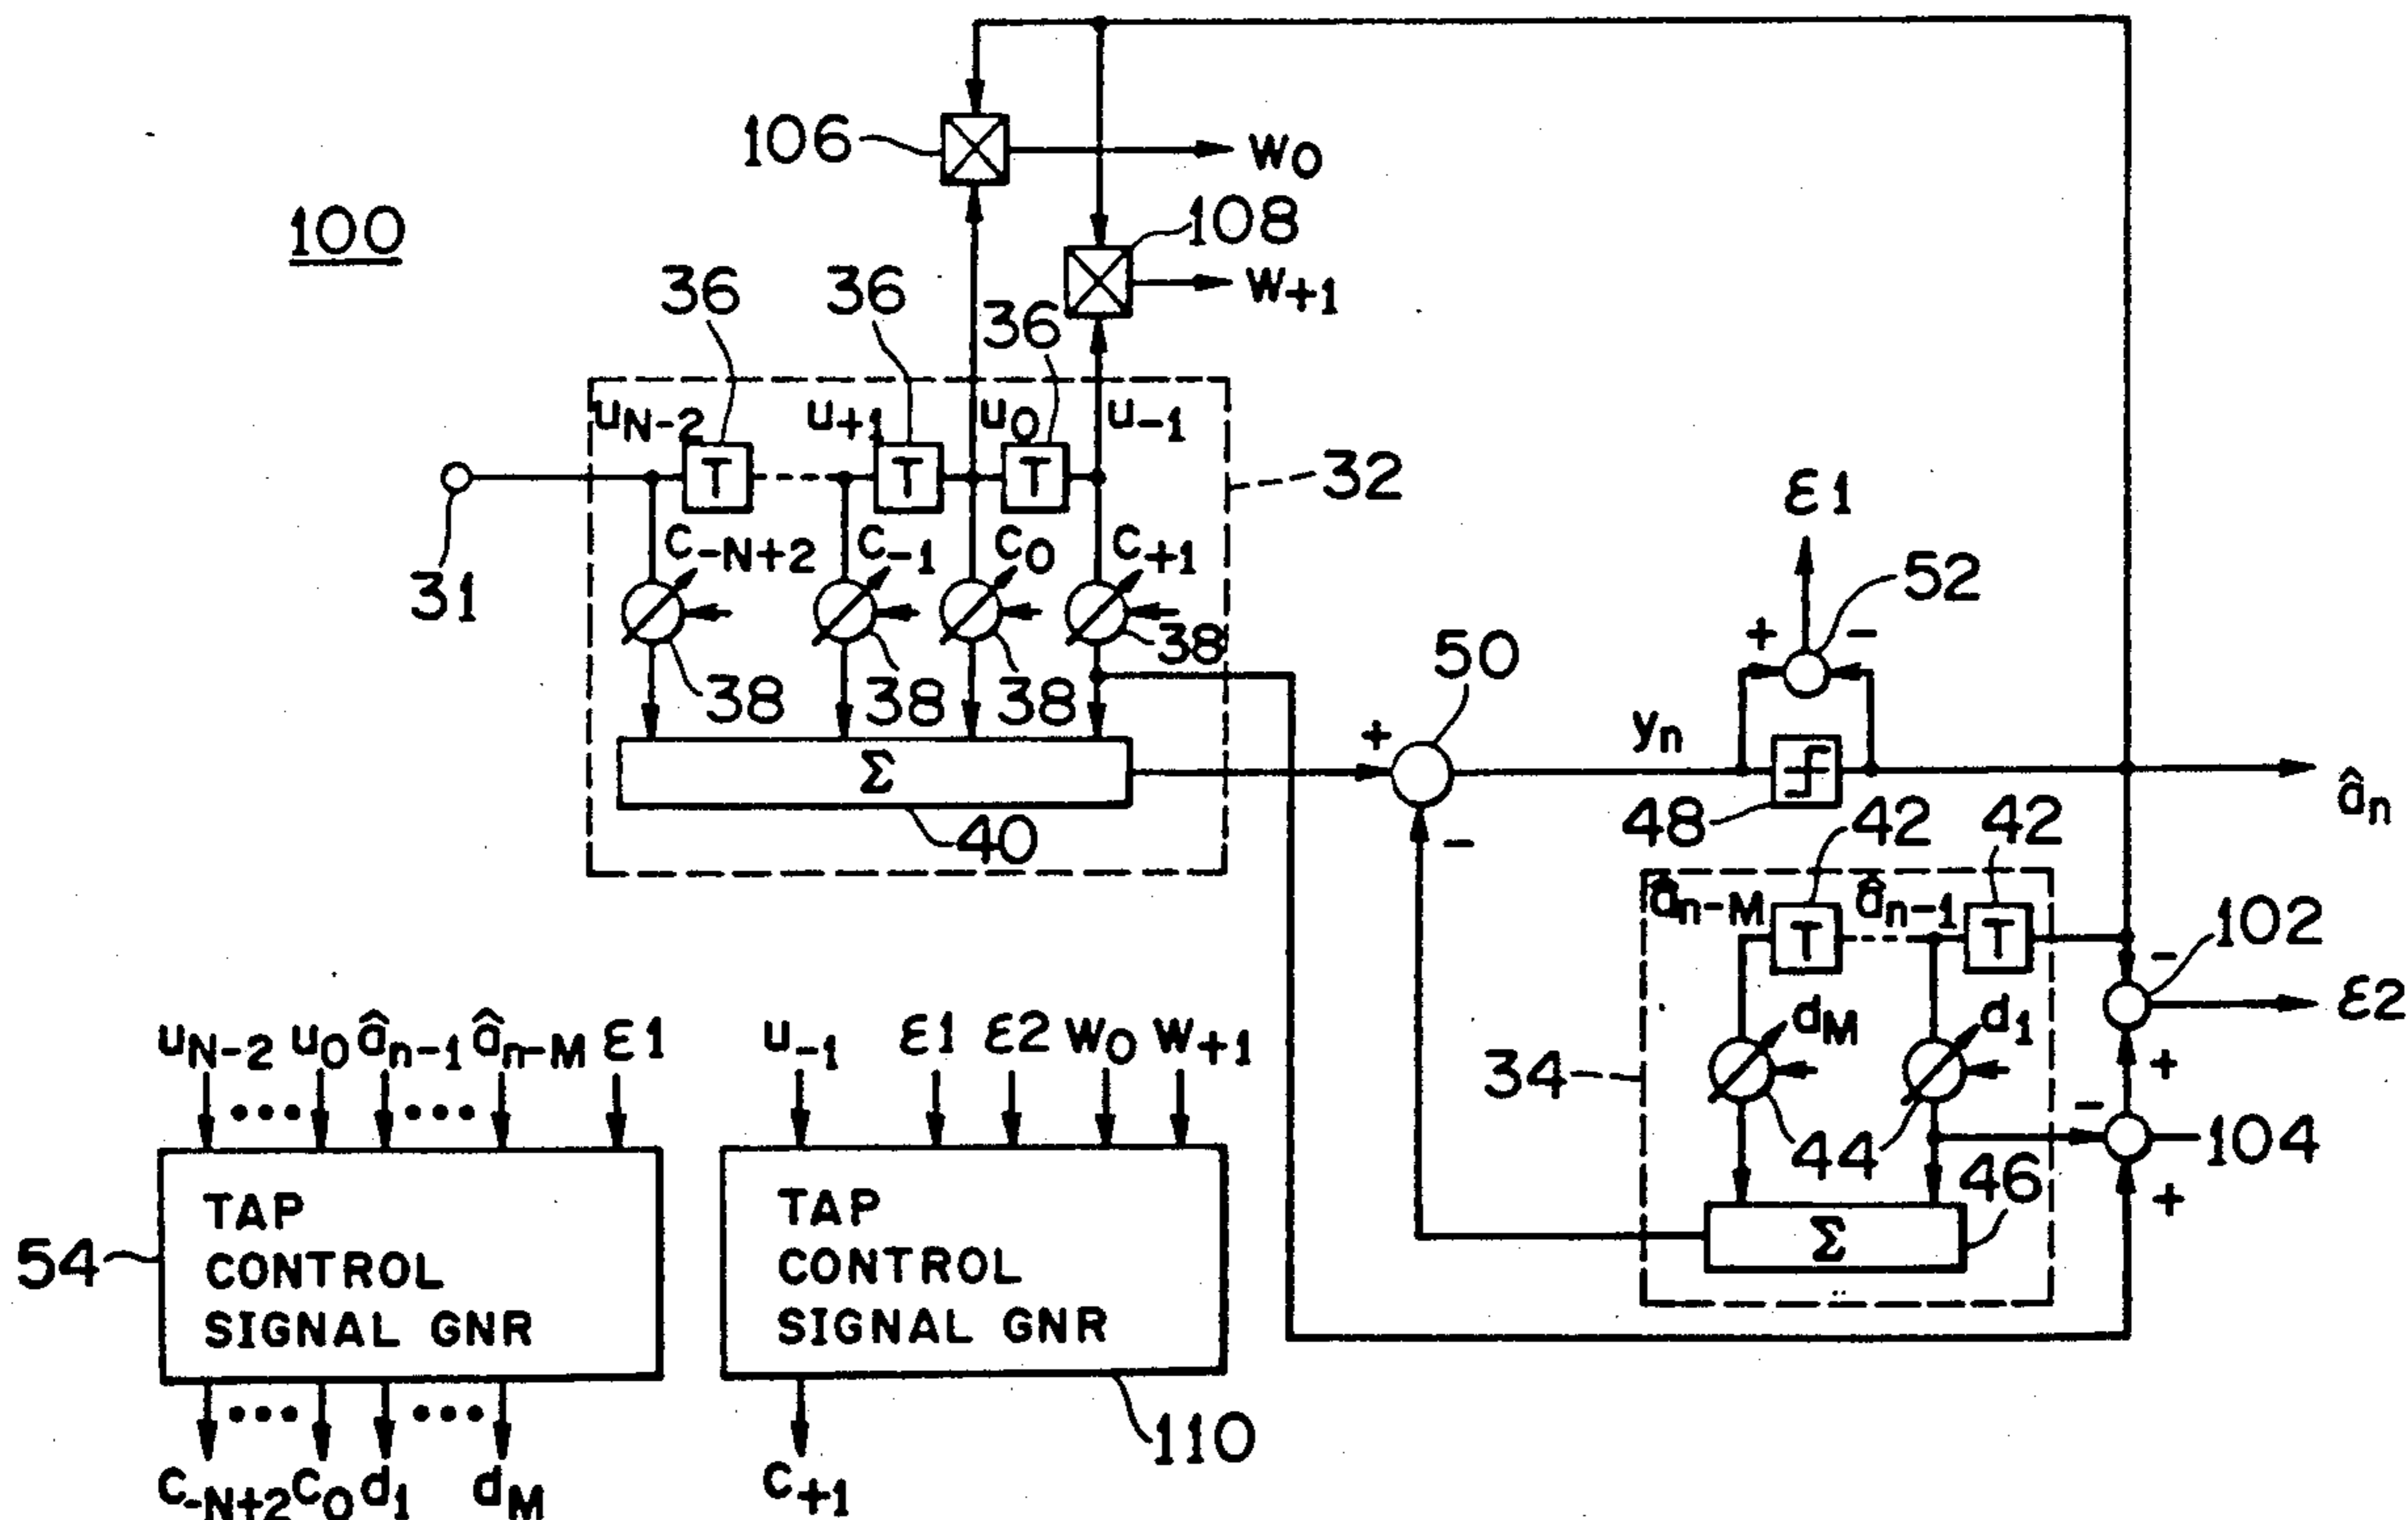 106
w0
100
108
w+1
36
36
36
uN-2
u+1
u0
u-1
T
T
T
32
31
C-N+2
C-1
C0
C+1
38
38
38
38
Σ
40
+
50
-
yn
ε1
52
+
-
48
ân
42
42
ân-M
ân-1
T
T
102
-
ε2
34
dM
d1
+
-
104
44
46
+
Σ
uN-2
u0
ân-1
ân-M
ε1
•••
•••
54
TAP
CONTROL
SIGNAL GNR
•••
•••
C-N+2
C0
d1
dM
u-1
ε1
ε2
w0
w+1
TAP
CONTROL
SIGNAL GNR
110
C+1